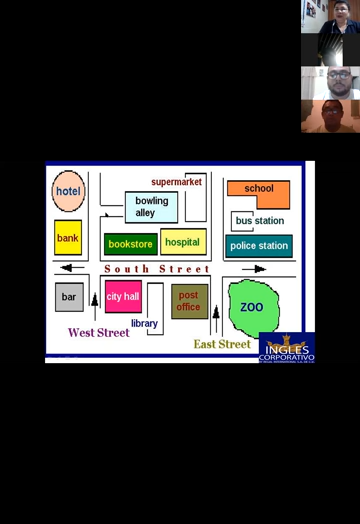 supermarket
school
hotel
bowling
alley
bus station
bank
bookstore
hospital
police station
South Street
bar
city hall
post
office
ZOO
library
West Street
East Street
INGLES
CORPORATIVO